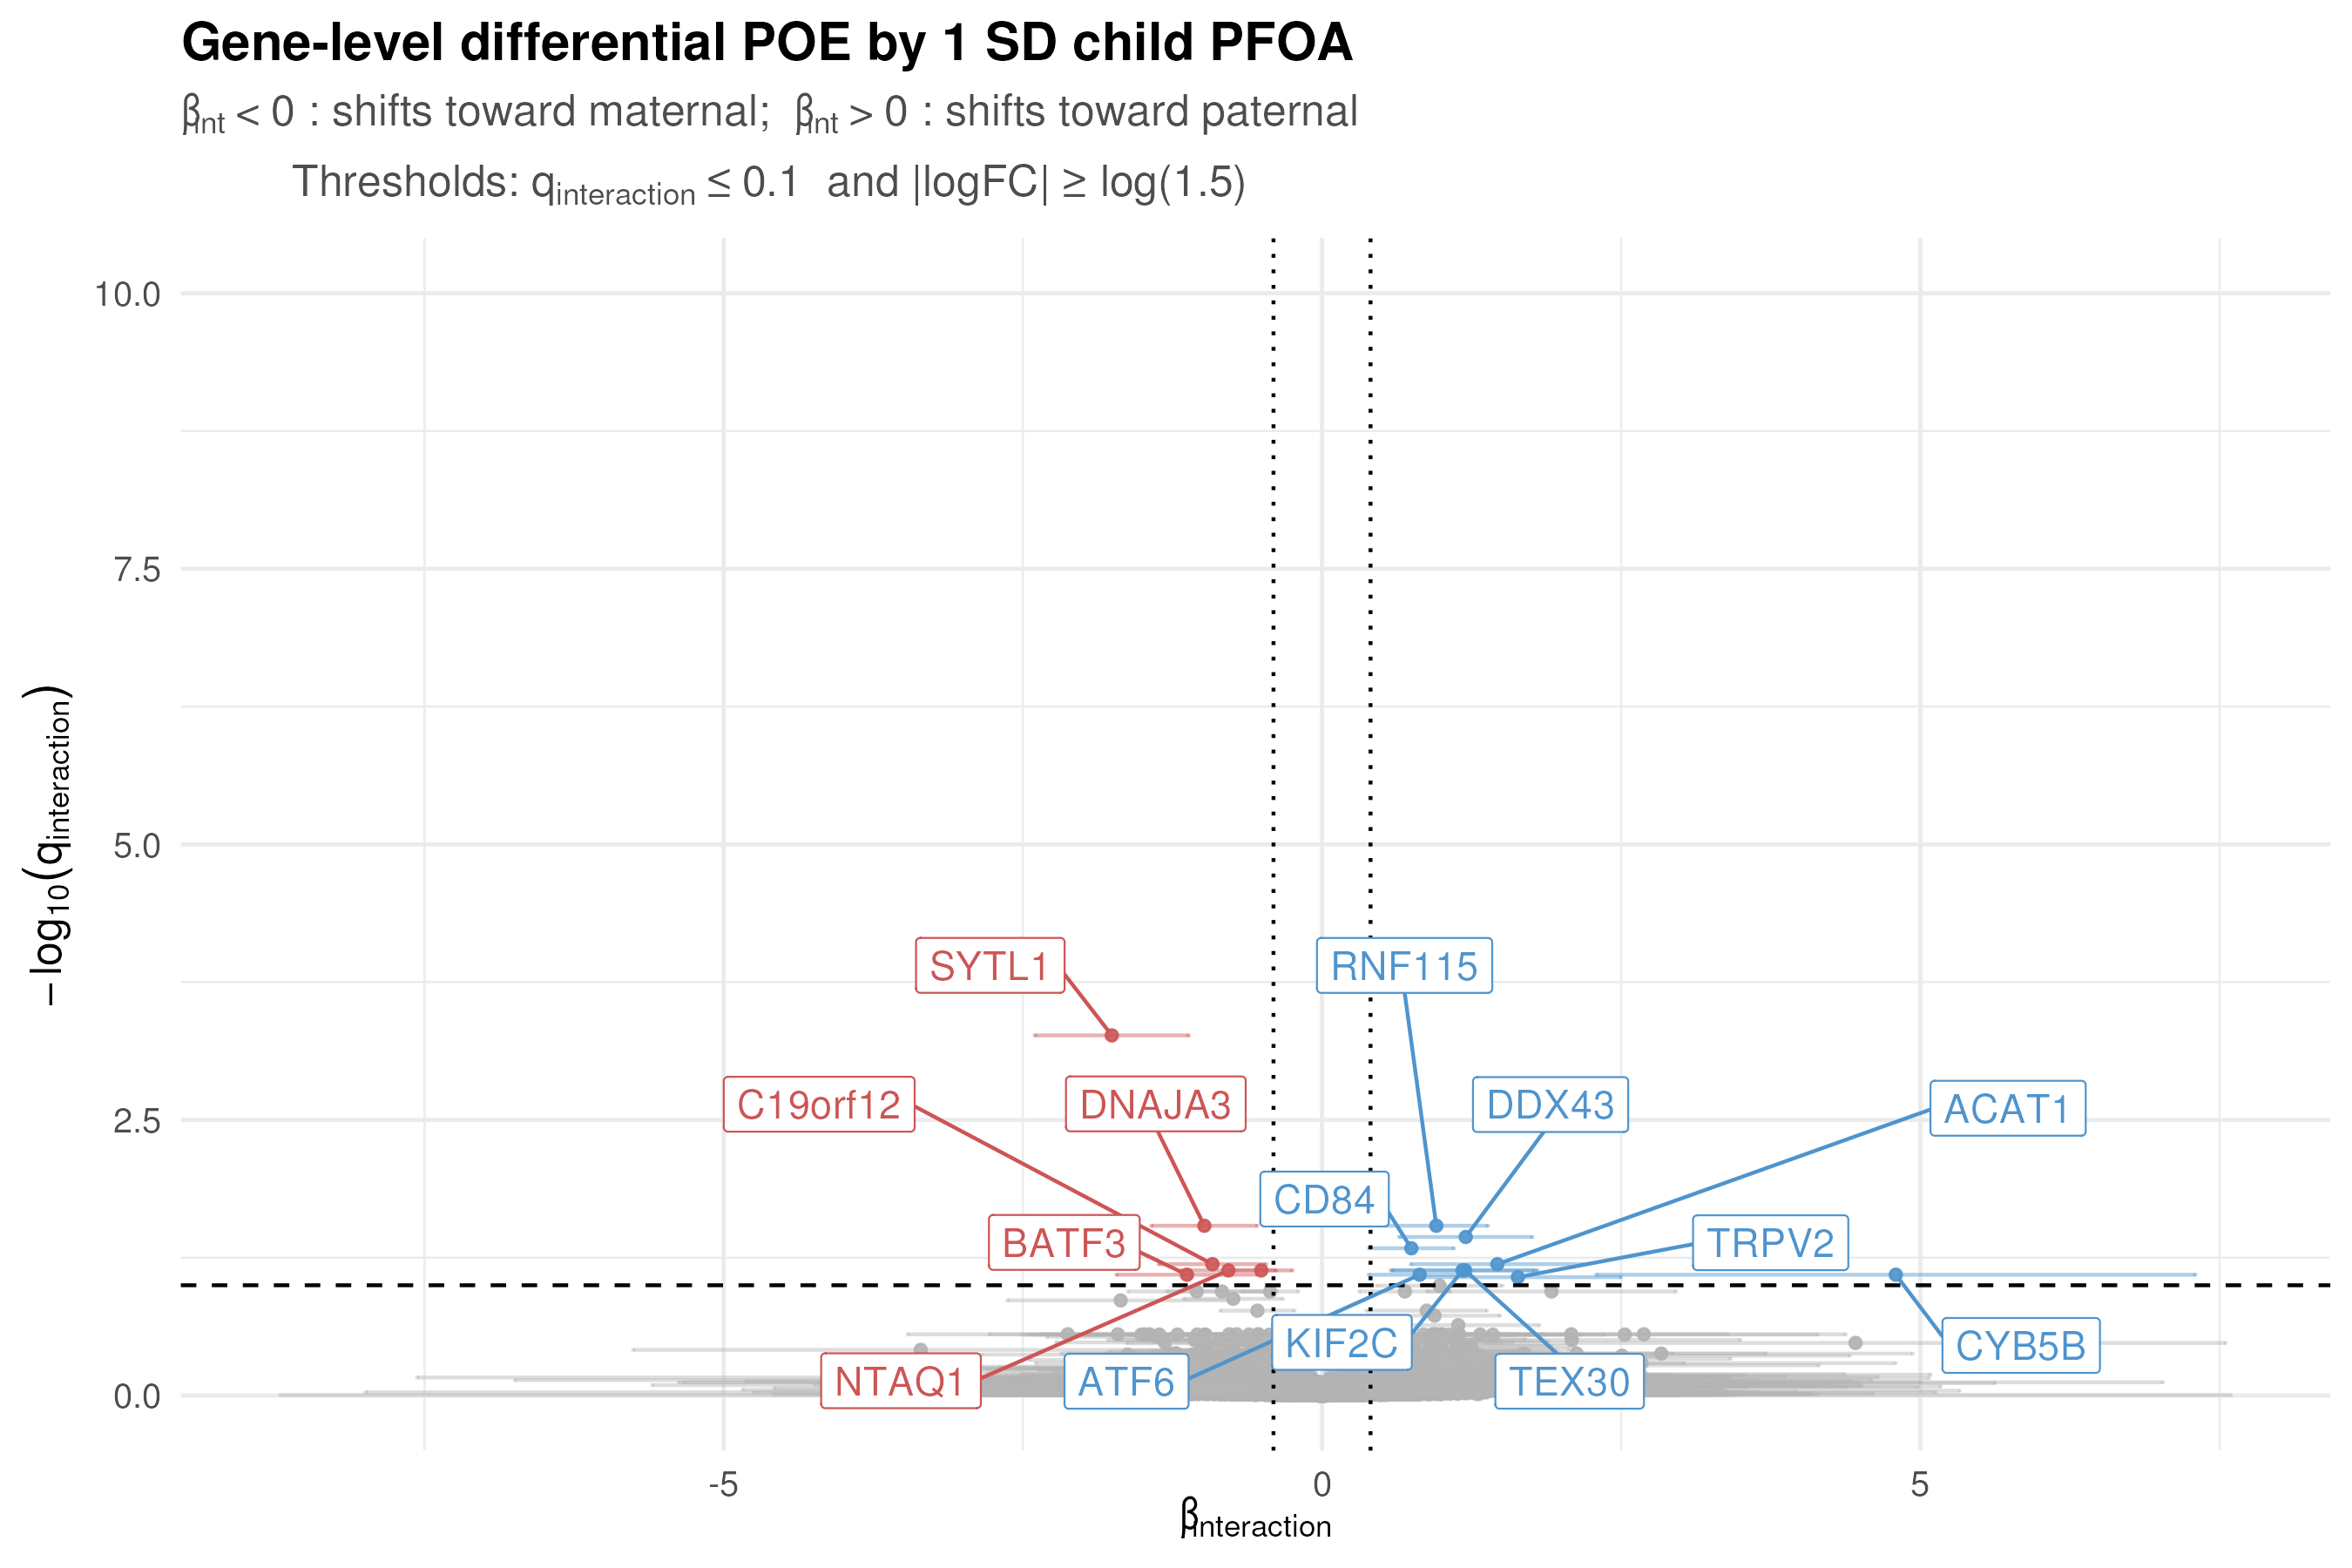 Gene-level differential POE by 1 SD child PFOA
βint < 0 : shifts toward maternal; βint > 0 : shifts toward paternal
Thresholds: qinteraction ≤ 0.1 and |logFC| ≥ log(1.5)
10.0
7.5
5.0
2.5
0.0
−log10(qinteraction)
SYTL1
RNF115
C19orf12
DNAJA3
DDX43
ACAT1
CD84
BATF3
TRPV2
KIF2C
CYB5B
NTAQ1
ATF6
TEX30
-5
0
5
βinteraction